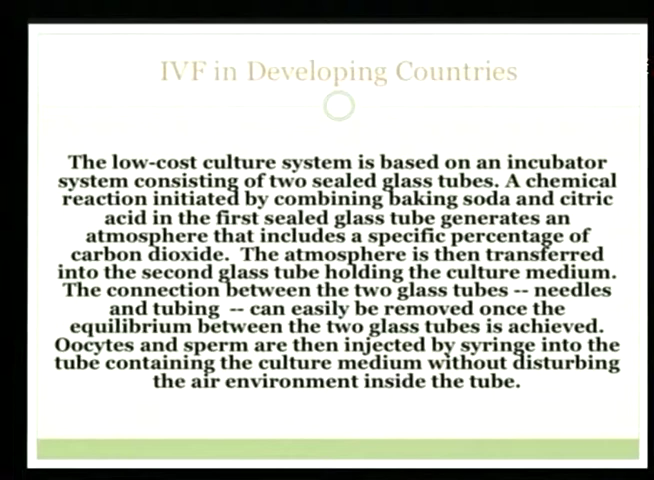 IVF in Developing Countries
The low-cost culture system is based on an incubator
system consisting of two sealed glass tubes. A chemical
reaction initiated by combining baking soda and citric
acid in the first sealed glass tube generates an
atmosphere that includes a specific percentage of
carbon dioxide.  The atmosphere is then transferred
into the second glass tube holding the culture medium.
The connection between the two glass tubes -- needles
and tubing  -- can easily be removed once the
equilibrium between the two glass tubes is achieved.
Oocytes and sperm are then injected by syringe into the
tube containing the culture medium without disturbing
the air environment inside the tube.